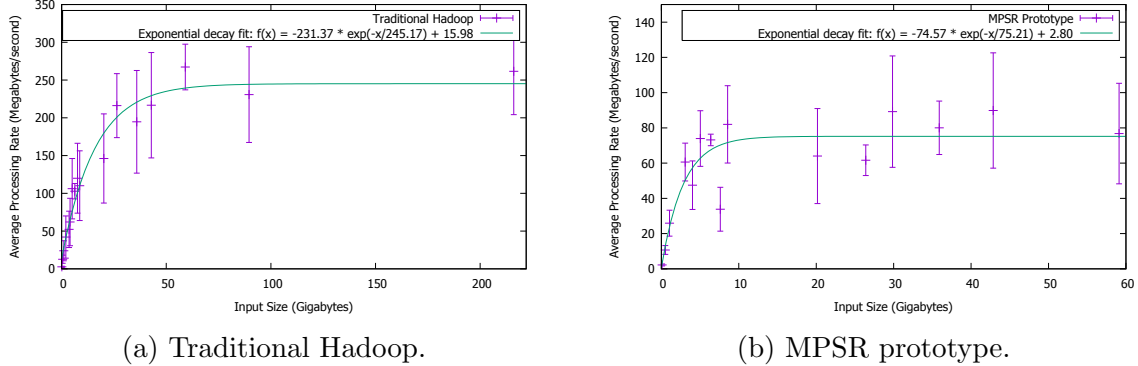 350
300
250
200
150
100
50
0
Average Processing Rate (Megabytes/second)
Traditional Hadoop
Exponential decay fit: f(x) = -231.37 * exp(-x/245.17) + 15.98
0 50 100 150 200
Input Size (Gigabytes)
(a) Traditional Hadoop.
140
120
100
80
60
40
20
0
Average Processing Rate (Megabytes/second)
MPSR Prototype
Exponential decay fit: f(x) = -74.57 * exp(-x/75.21) + 2.80
0 10 20 30 40 50 60
Input Size (Gigabytes)
(b) MPSR prototype.